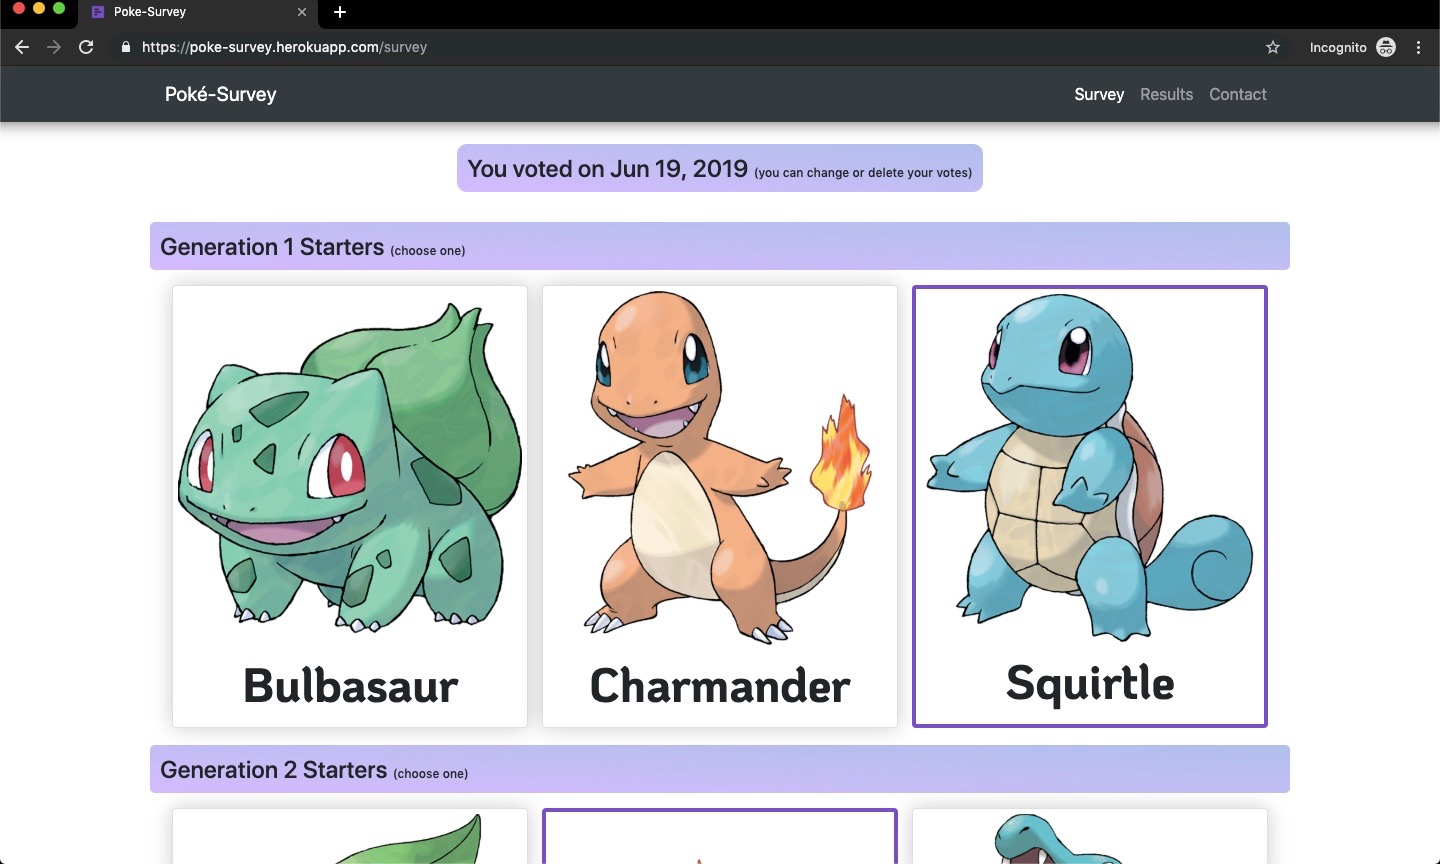 Poke-Survey
https://poke-survey.herokuapp.com/survey
Incognito
Poké-Survey
Survey Results Contact
You voted on Jun 19, 2019 (you can change or delete your votes)
Generation 1 Starters (choose one)
Bulbasaur Charmander Squirtle
Generation 2 Starters (choose one)